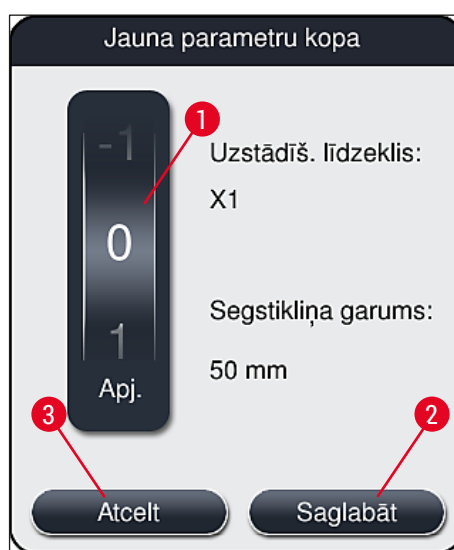 Jauna parametru kopa
1
-1
0
1
Apj.
Uzstādīš. līdzeklis:
X1
Segstikliņa garums:
50 mm
3
2
Atcelt
Saglabāt